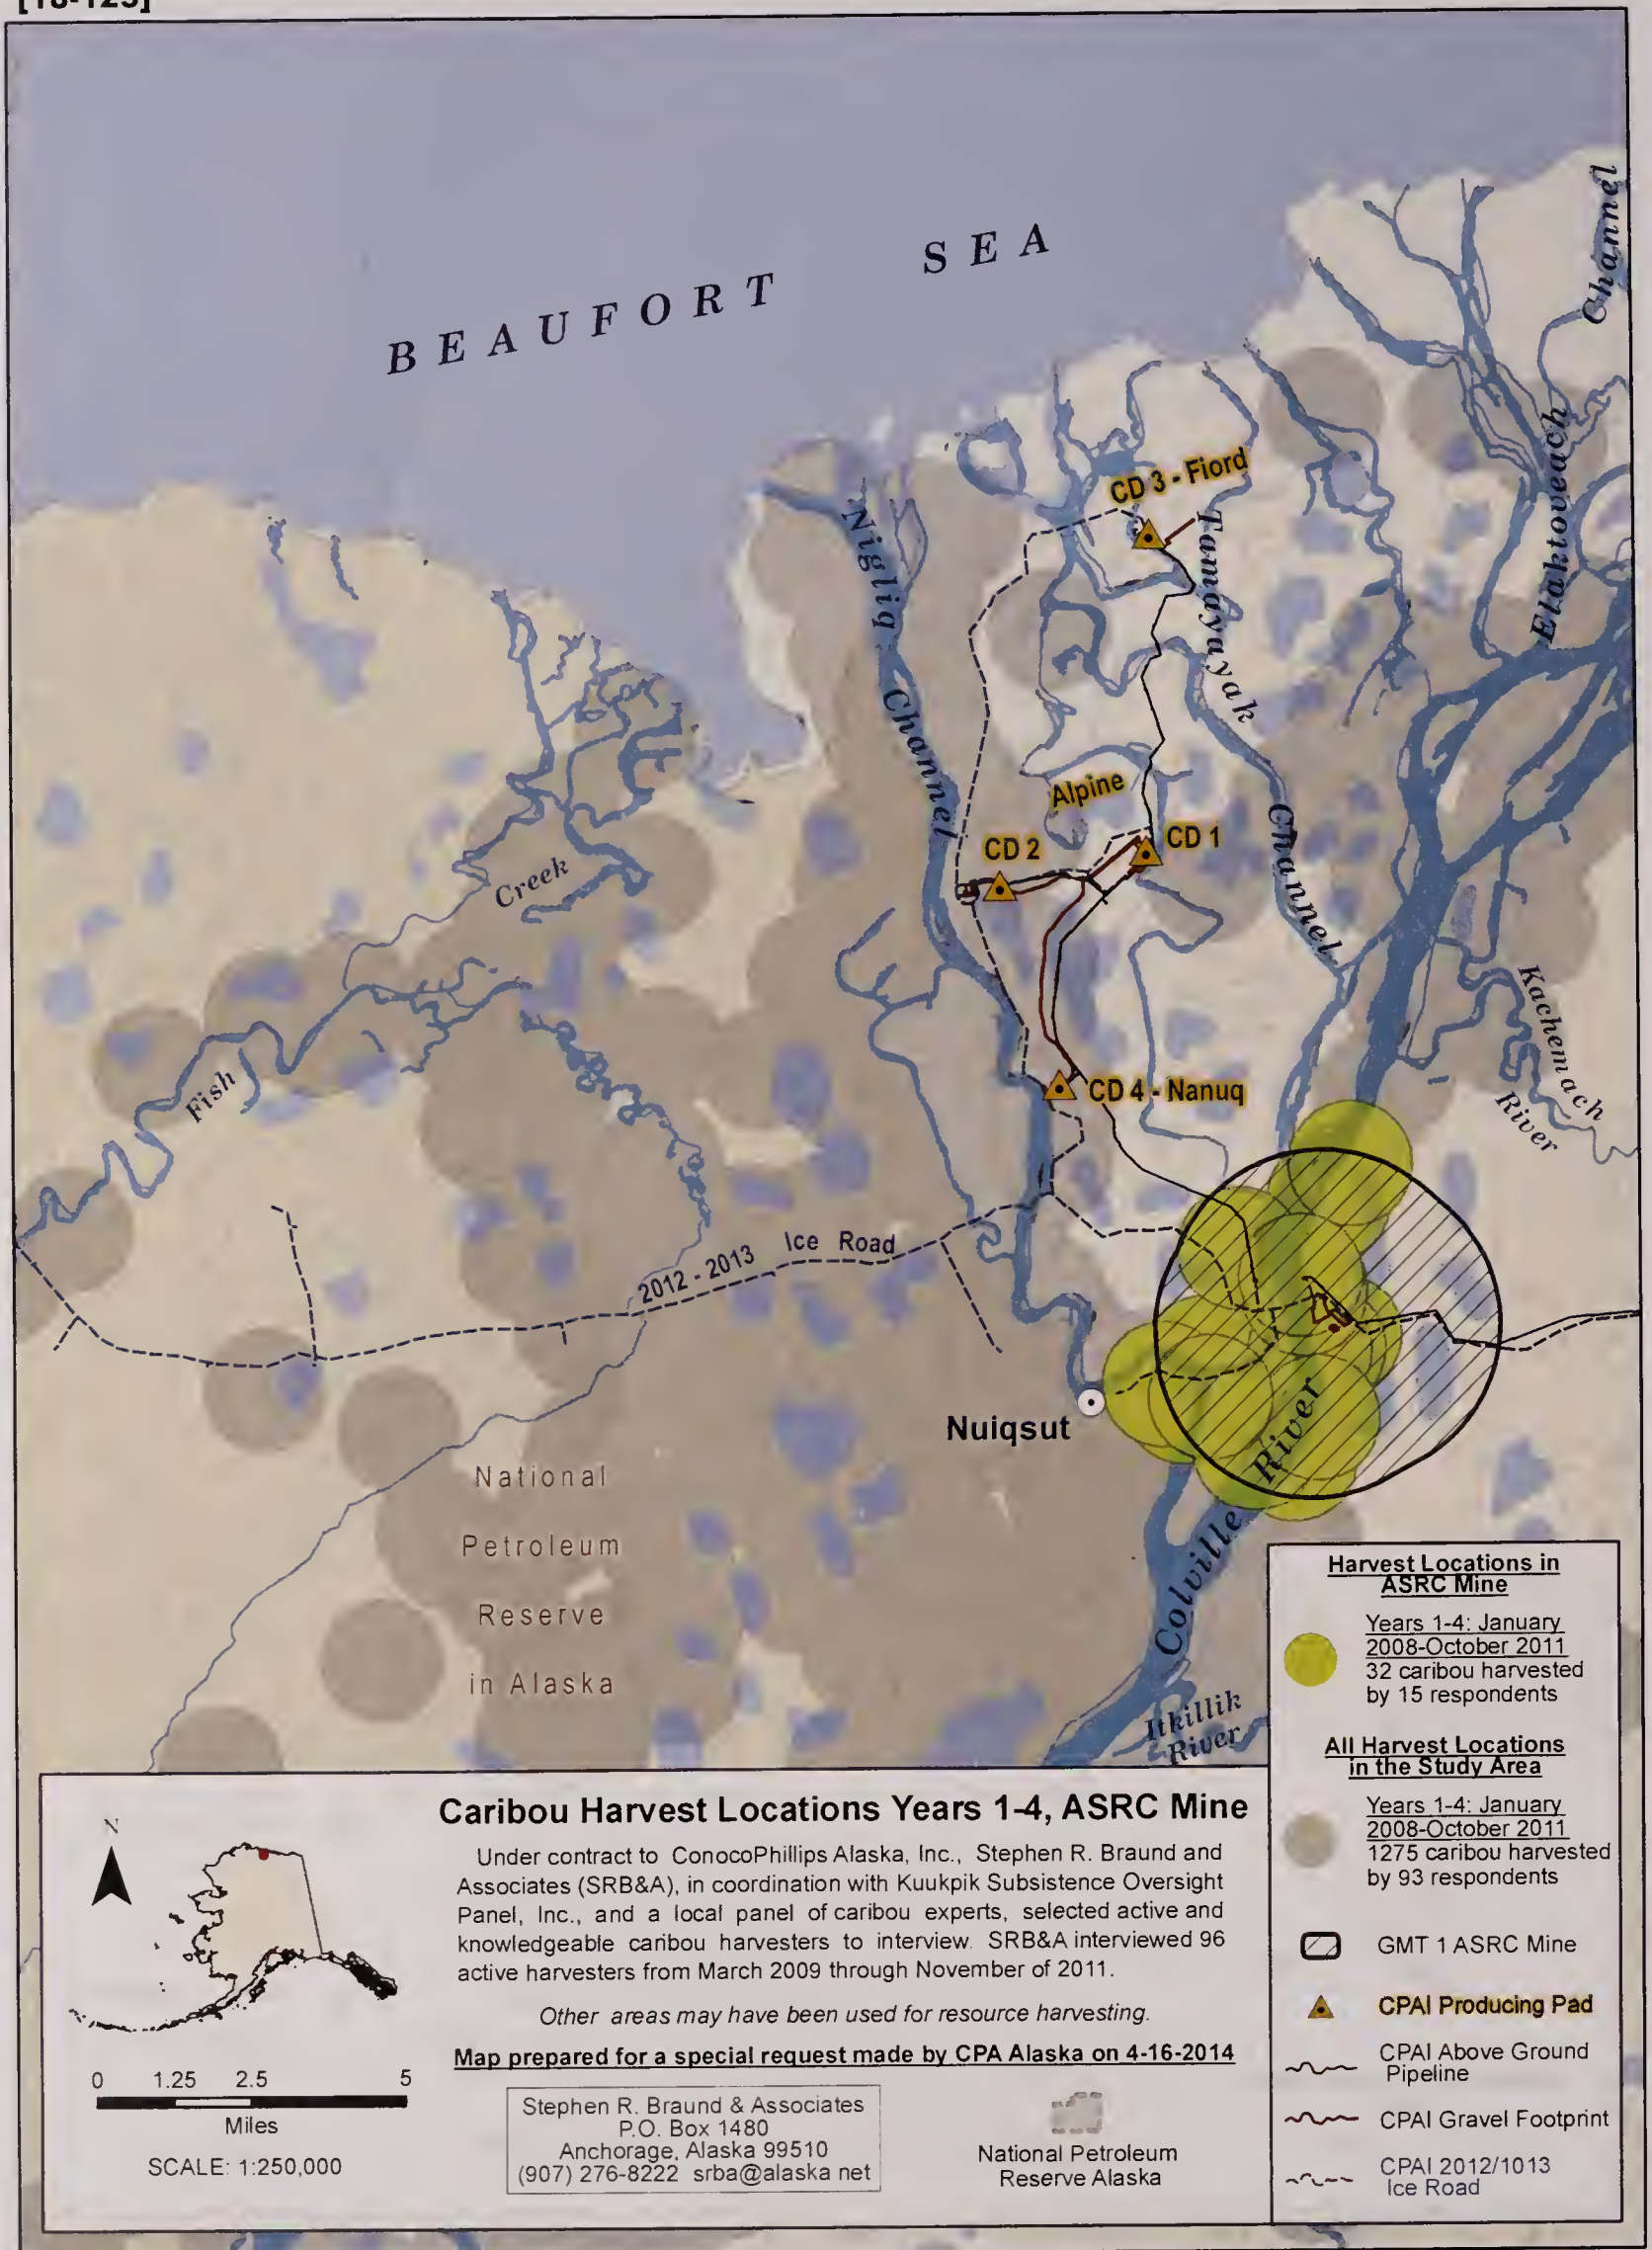 [18-123]
BEAUFORT SEA
Channel
Elaktoveach
CD 3 - Fiord
Nigliq Channel
Tamayayak Channel
Alpine
CD 2
CD 1
Creek
Fish
Kachemach
River
CD 4 - Nanuq
2012 - 2013 Ice Road
Nuiqsut
River
Colville
National
Petroleum
Reserve
in Alaska
Itkillik
River
Harvest Locations in
ASRC Mine
Years 1-4: January
2008-October 2011
32 caribou harvested
by 15 respondents
All Harvest Locations
in the Study Area
Years 1-4: January
2008-October 2011
1275 caribou harvested
by 93 respondents
GMT 1 ASRC Mine
CPAI Producing Pad
CPAI Above Ground
Pipeline
CPAI Gravel Footprint
CPAI 2012/1013
Ice Road
N
0 1.25 2.5 5
Miles
SCALE: 1:250,000
Caribou Harvest Locations Years 1-4, ASRC Mine
Under contract to ConocoPhillips Alaska, Inc., Stephen R. Braund and
Associates (SRB&A), in coordination with Kuukpik Subsistence Oversight
Panel, Inc., and a local panel of caribou experts, selected active and
knowledgeable caribou harvesters to interview. SRB&A interviewed 96
active harvesters from March 2009 through November of 2011.
Other areas may have been used for resource harvesting.
Map prepared for a special request made by CPA Alaska on 4-16-2014
Stephen R. Braund & Associates
P.O. Box 1480
Anchorage, Alaska 99510
(907) 276-8222 srba@alaska net
National Petroleum
Reserve Alaska